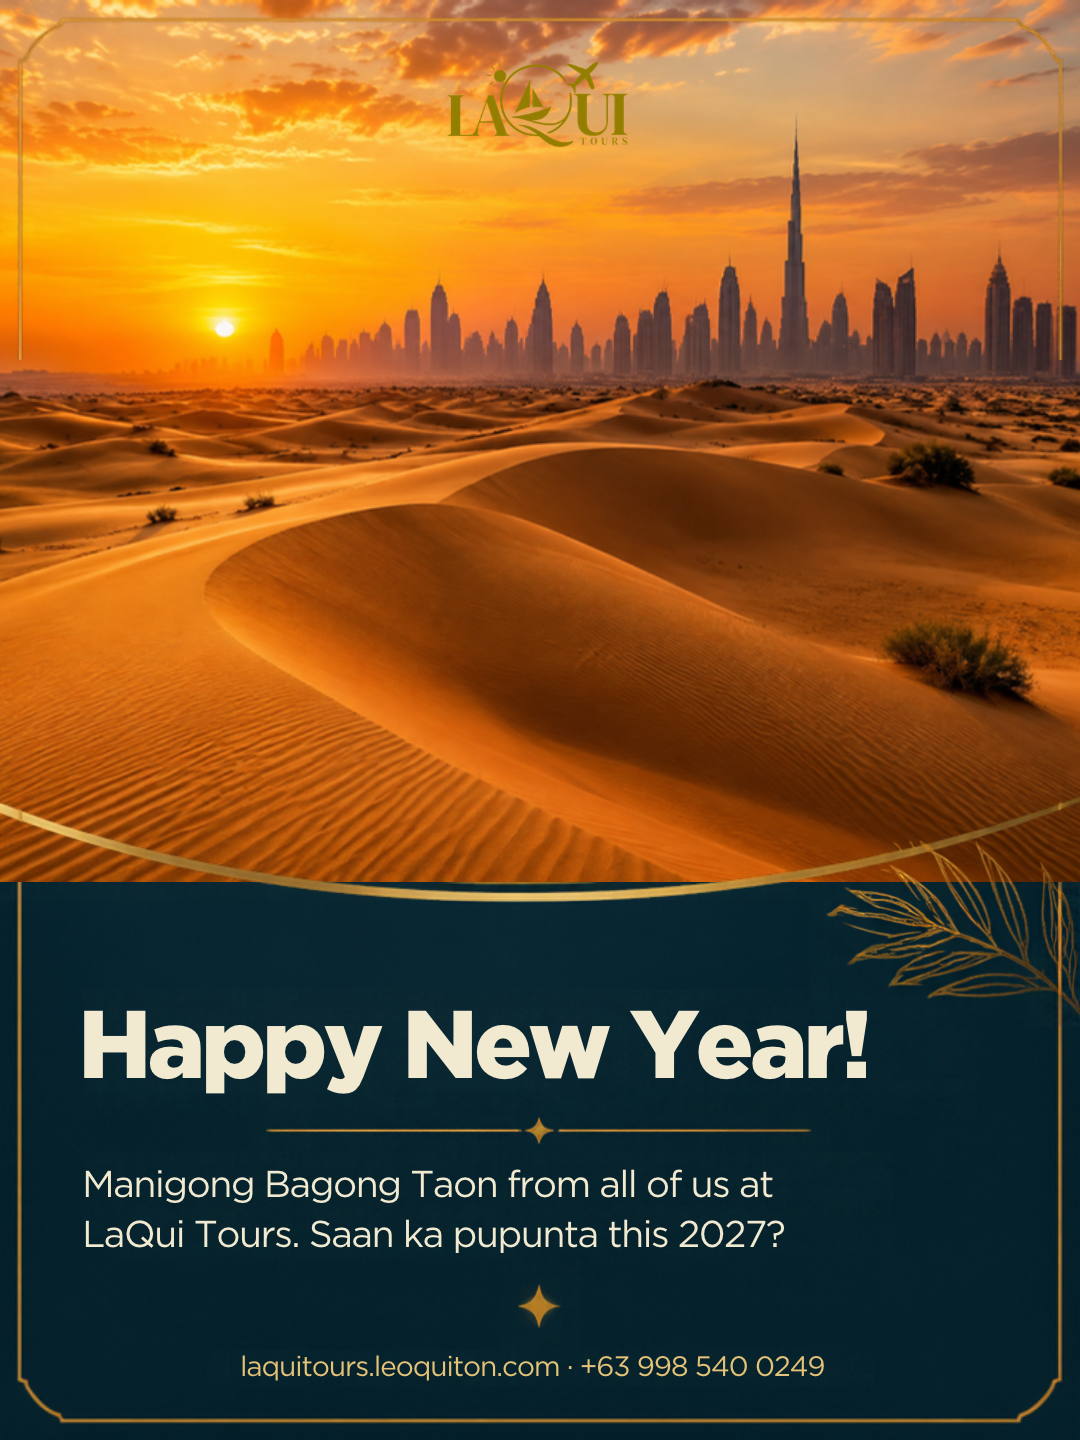 LAQUI
TOURS
Happy New Year!
Manigong Bagong Taon from all of us at
LaQui Tours. Saan ka pupunta this 2027?
laquitours.leoquiton.com · +63 998 540 0249